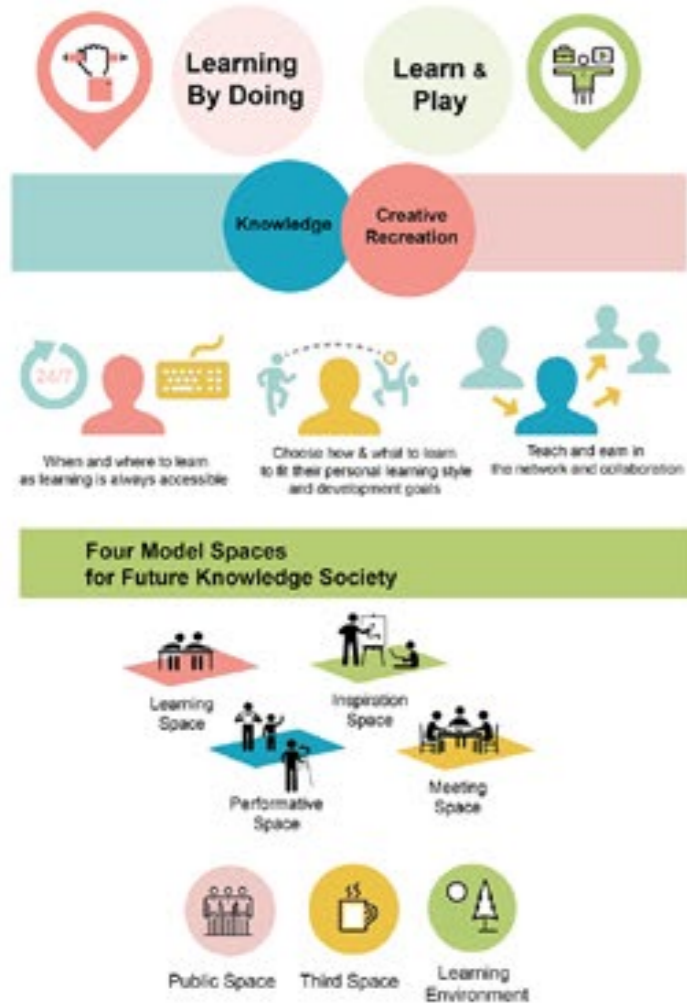 Learning
By Doing
Learn &
Play
Knowledge
Creative
Recreation
24/7
When and where to learn
as learning is always accessible
Choose how & what to learn
to fit their personal learning style
and development goals
Teach and earn in
the network and collaboration
Four Model Spaces
for Future Knowledge Society
Learning
Space
Inspiration
Space
Performative
Space
Meeting
Space
Public Space
Third Space
Learning
Environment